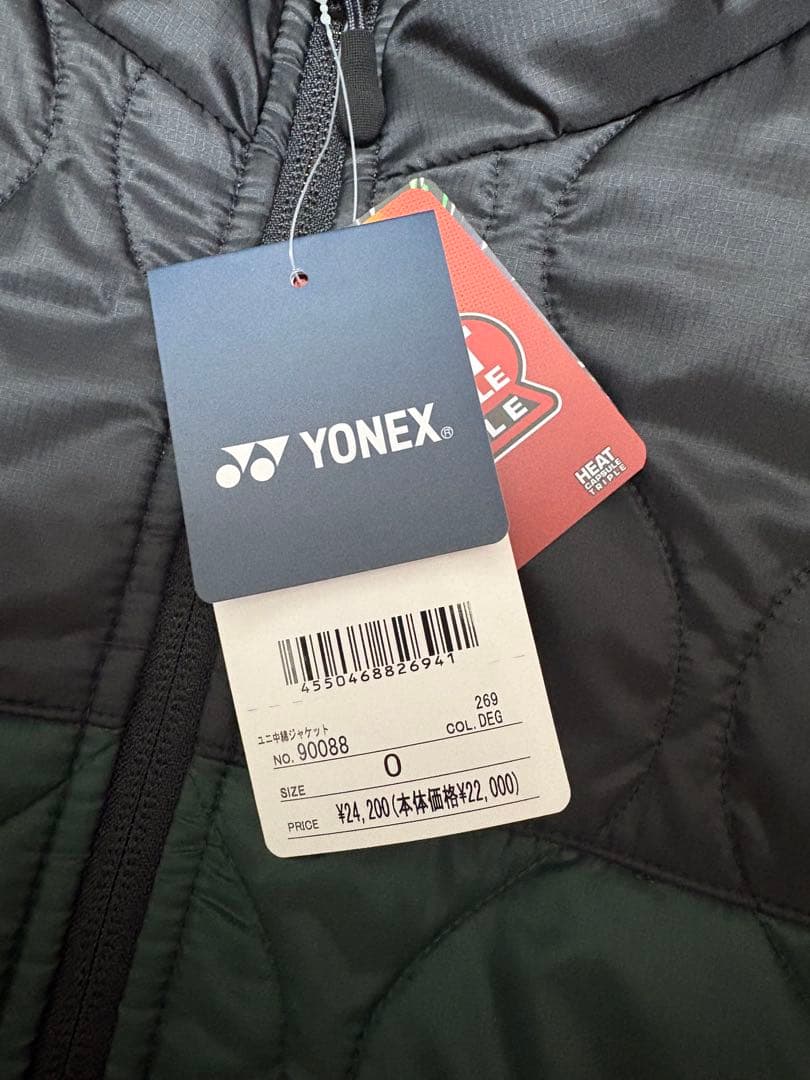 YONEX®
HEAT
CAPSULE
TRIPLE
4550468826941
ユニ中綿ジャケット
269
NO. 90088
COL. DEG
SIZE
O
PRICE
¥24,200(本体価格¥22,000)